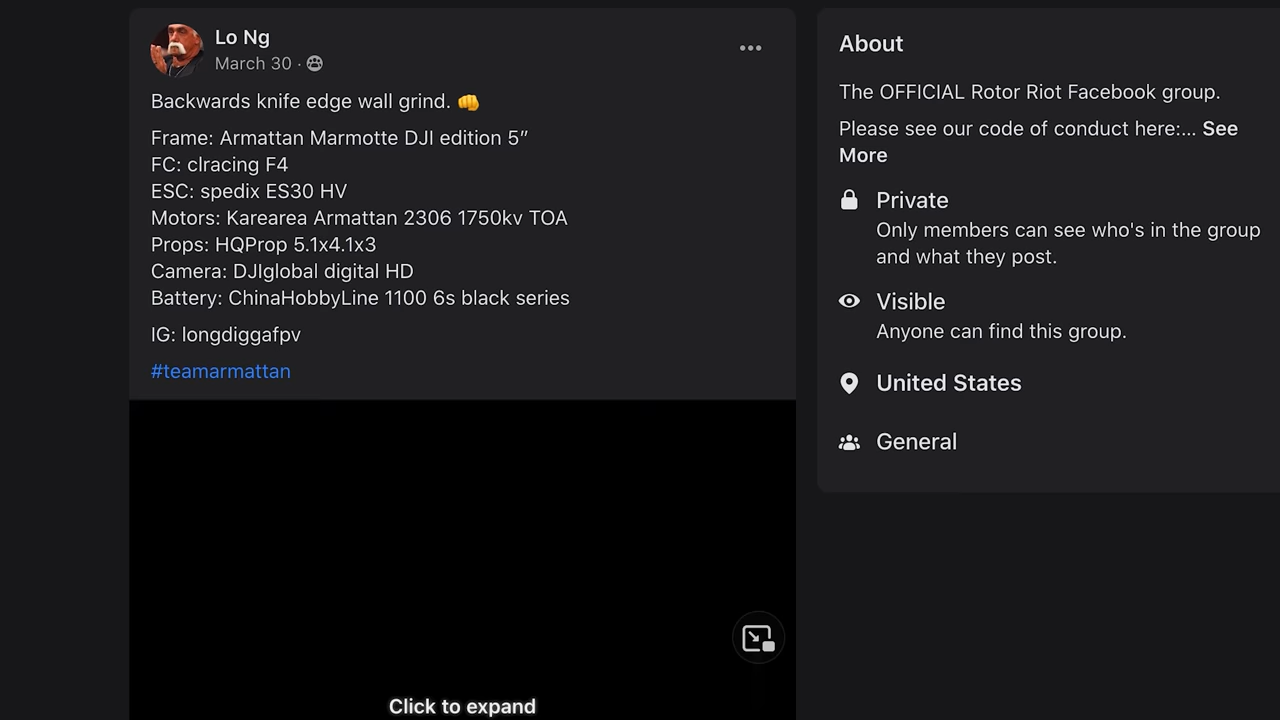 Lo Ng
March 30 ·
Backwards knife edge wall grind. 👊
Frame: Armattan Marmotte DJI edition 5”
FC: clracing F4
ESC: spedix ES30 HV
Motors: Karearea Armattan 2306 1750kv TOA
Props: HQProp 5.1x4.1x3
Camera: DJIglobal digital HD
Battery: ChinaHobbyLine 1100 6s black series
IG: longdiggafpv
#teamarmattan
Click to expand
About
The OFFICIAL Rotor Riot Facebook group.
Please see our code of conduct here:... See
More
Private
Only members can see who's in the group
and what they post.
Visible
Anyone can find this group.
United States
General